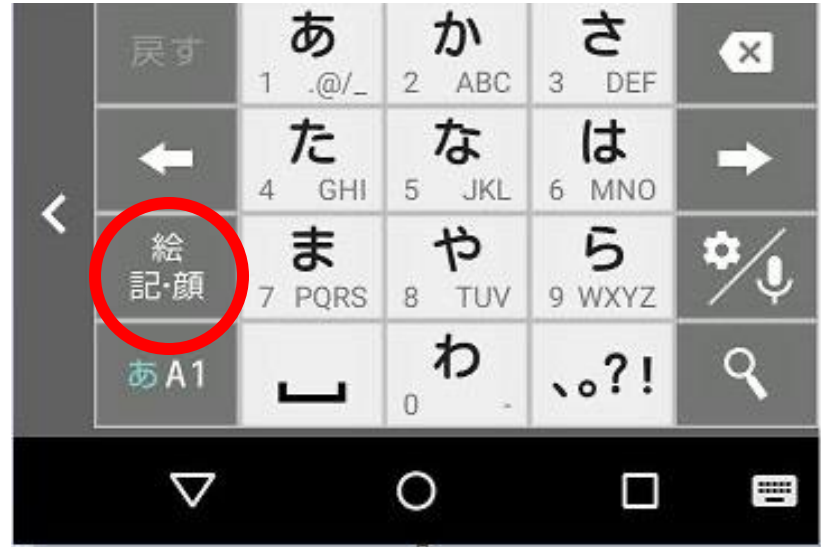 戻す あ か さ
1 .@/_ 2 ABC 3 DEF
た な は
4 GHI 5 JKL 6 MNO
絵 ま や ら
記・顔 7 PQRS 8 TUV 9 WXYZ
あA1 わ 、。?!
0 -